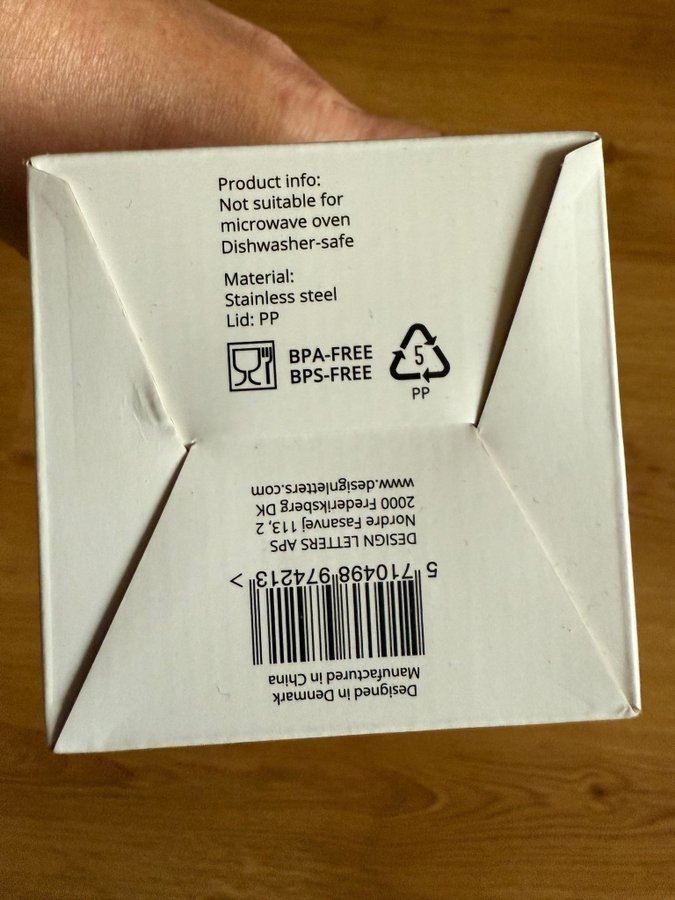 Product info:
Not suitable for
microwave oven
Dishwasher-safe
Material:
Stainless steel
Lid: PP
BPA-FREE
BPS-FREE
5
PP
Designed in Denmark
Manufactured in China
5 710498 974213 >
DESIGN LETTERS APS
Nordre Fasanvej 113, 2
2000 Frederiksberg DK
www.designletters.com